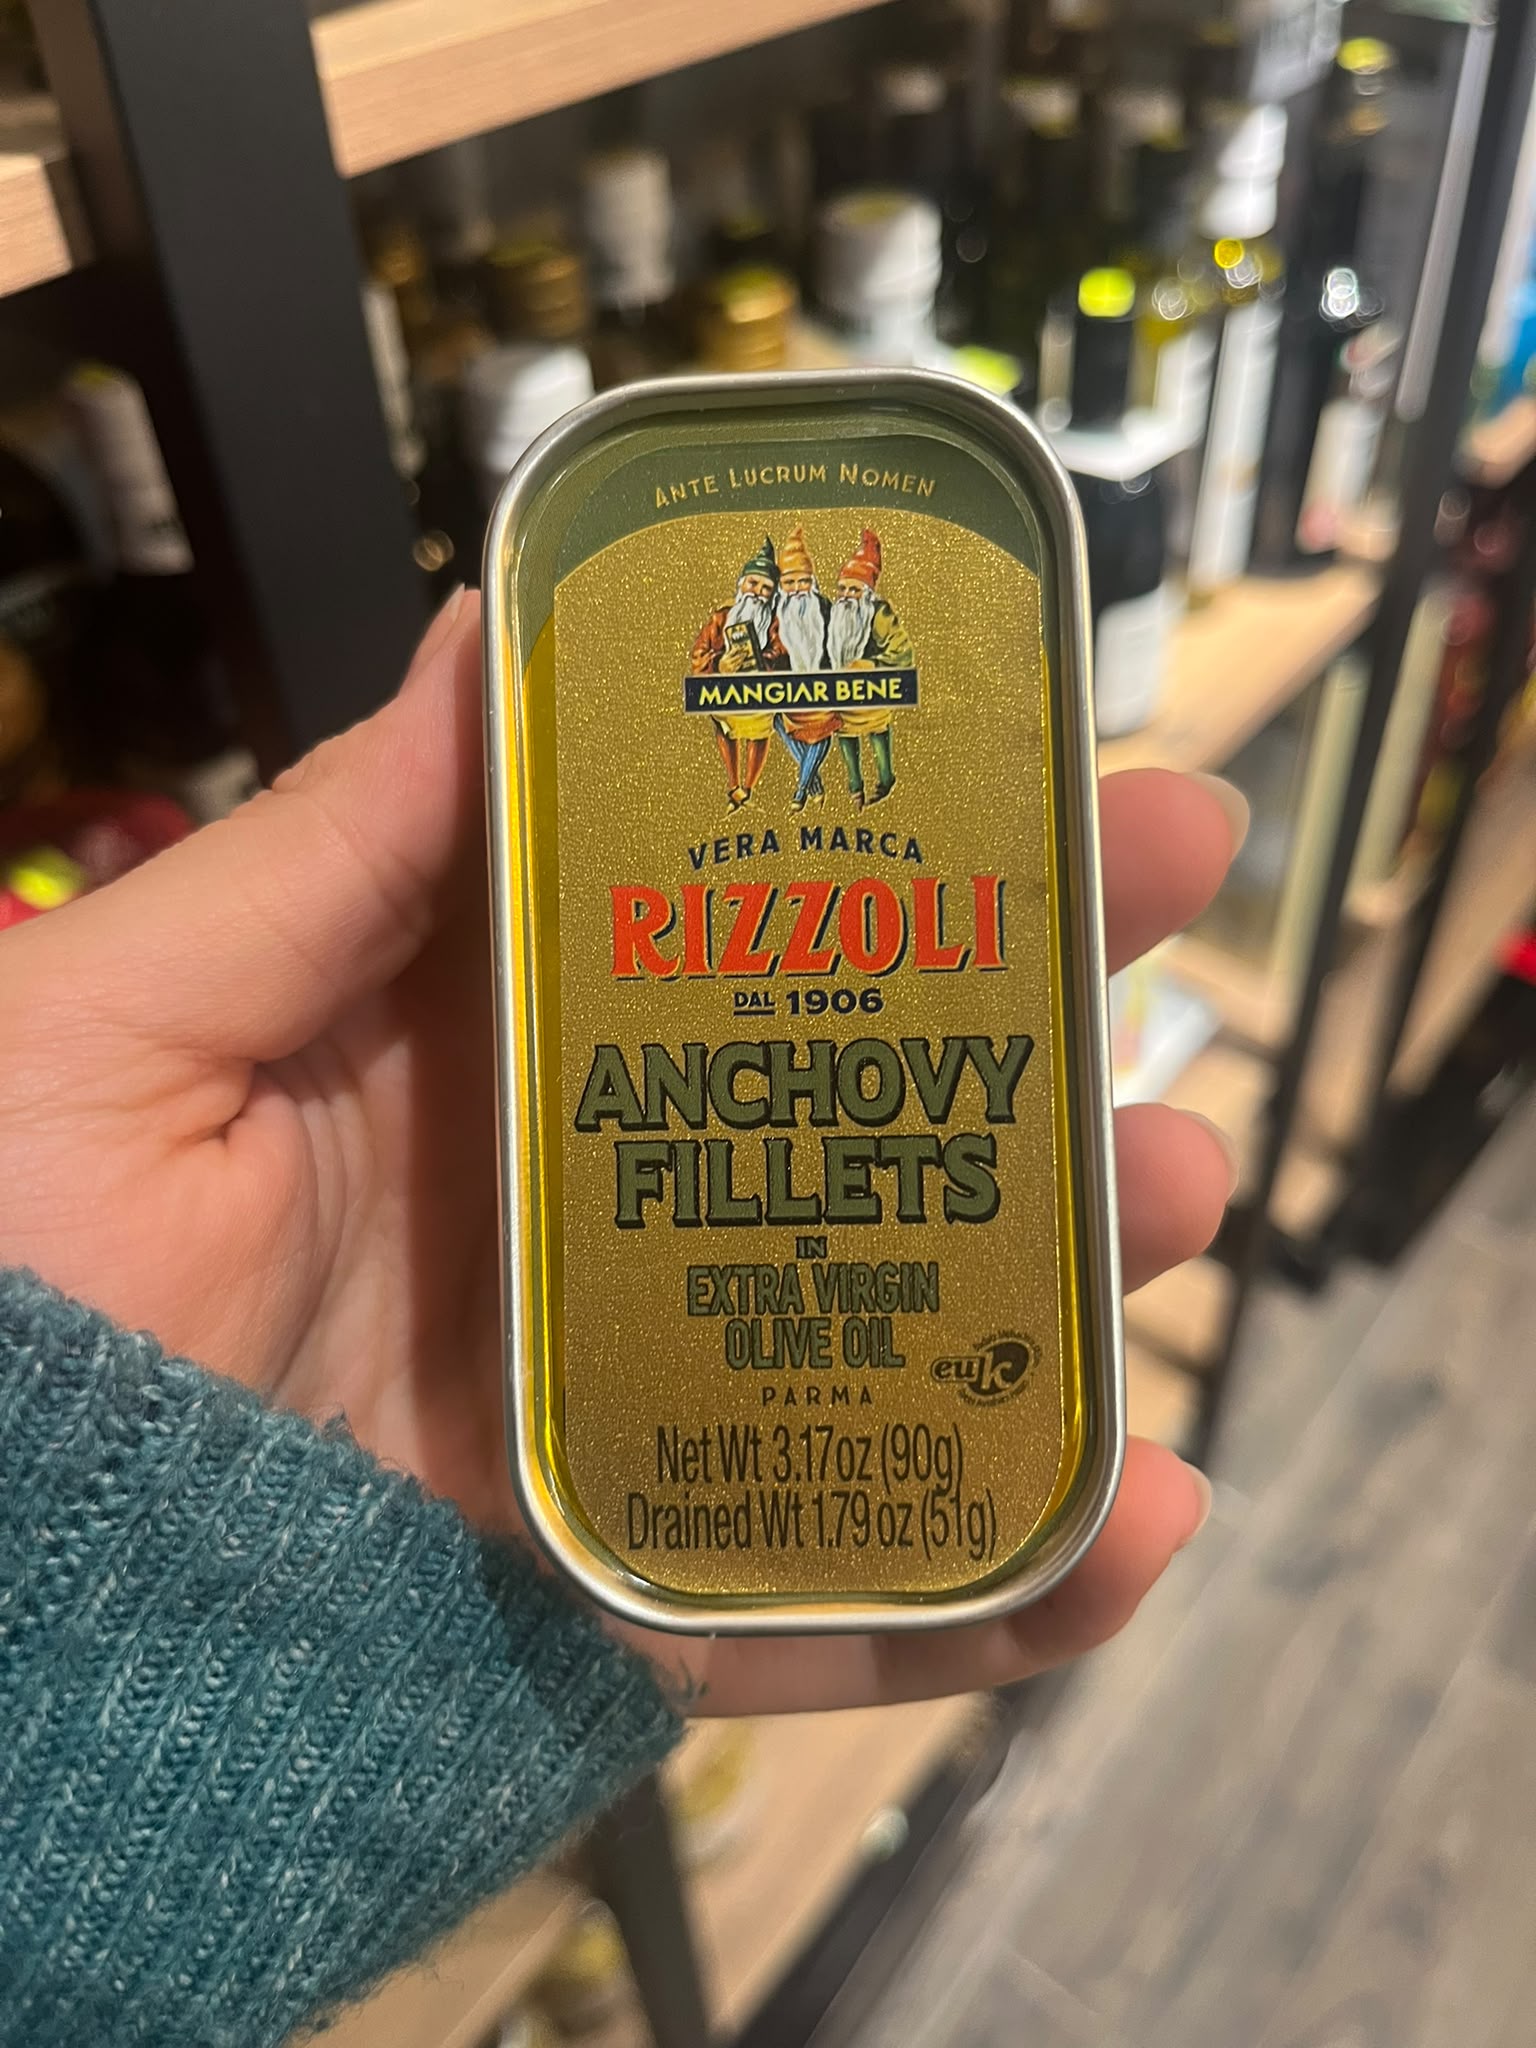 ANTE LUCRUM NOMEN
MANGIAR BENE
VERA MARCA
RIZZOLI
DAL 1906
ANCHOVY
FILLETS
IN
EXTRA VIRGIN
OLIVE OIL
euk
PARMA
Net Wt 3.17oz (90g)
Drained Wt 1.79 oz (51g)